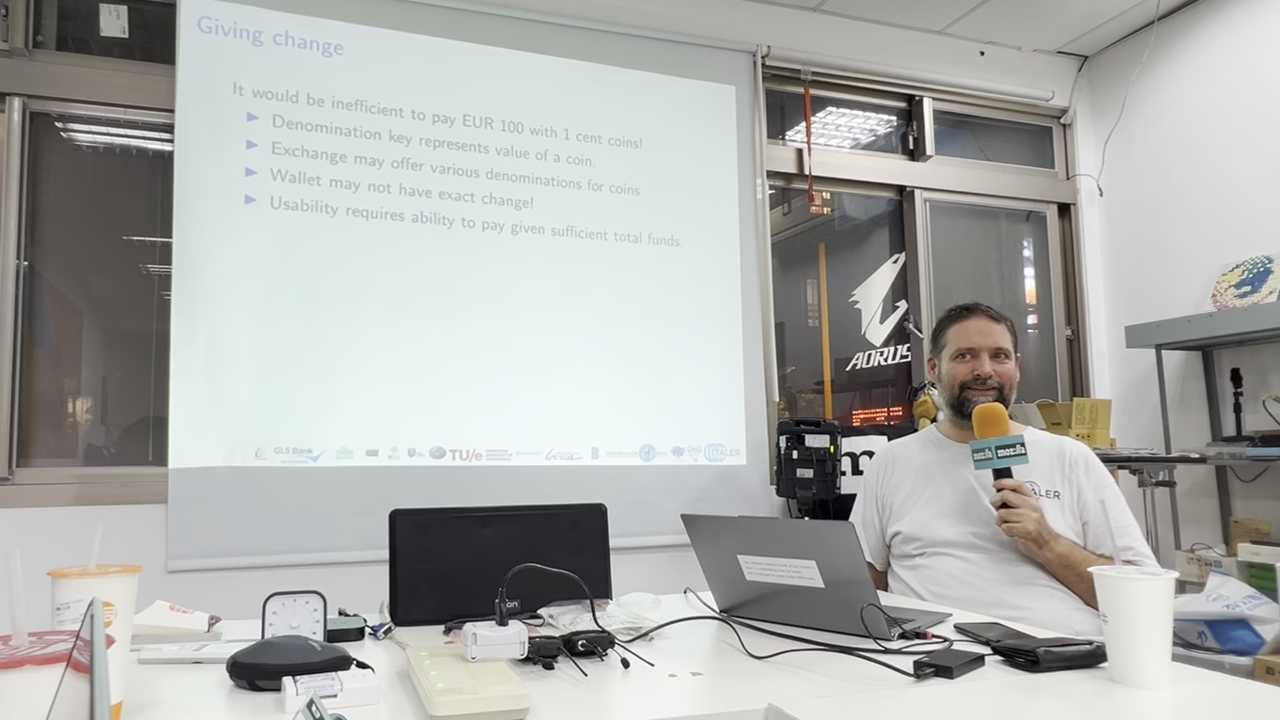 Giving change
It would be inefficient to pay EUR 100 with 1 cent coins!
Denomination key represents value of a coin.
Exchange may offer various denominations for coins.
Wallet may not have exact change!
Usability requires ability to pay given sufficient total funds.
GLS Bank
TU/e
TALER
AORUS
moz://a
ALER